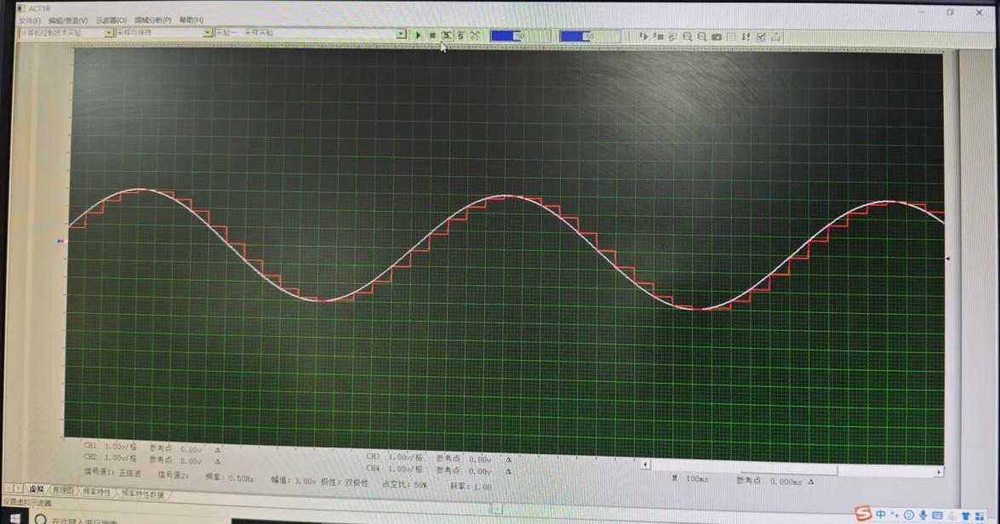 ACT18
文件(F) 编辑/查看(V) 示波器(O) 频域分析(P) 帮助(H)
计算机控制技术实验 采样与保持 实验一 采样实验 50 50
CH1 1.00v/格 参考点 0.00v Δ CH3 1.00v/格 参考点 0.00v Δ
CH2 1.00v/格 参考点 0.00v Δ CH4 1.00v/格 参考点 0.00v Δ
信号源1: 正弦波 信号源2: 频率: 0.50Hz 幅值: 3.00v 极性: 双极性 占空比: 50% 斜率: 1.00 M 100ms 参考点 0.000ms Δ
虚拟 原理图 频率特性 频率特性数据
设置虚拟示波器
在此键入进行搜索
中